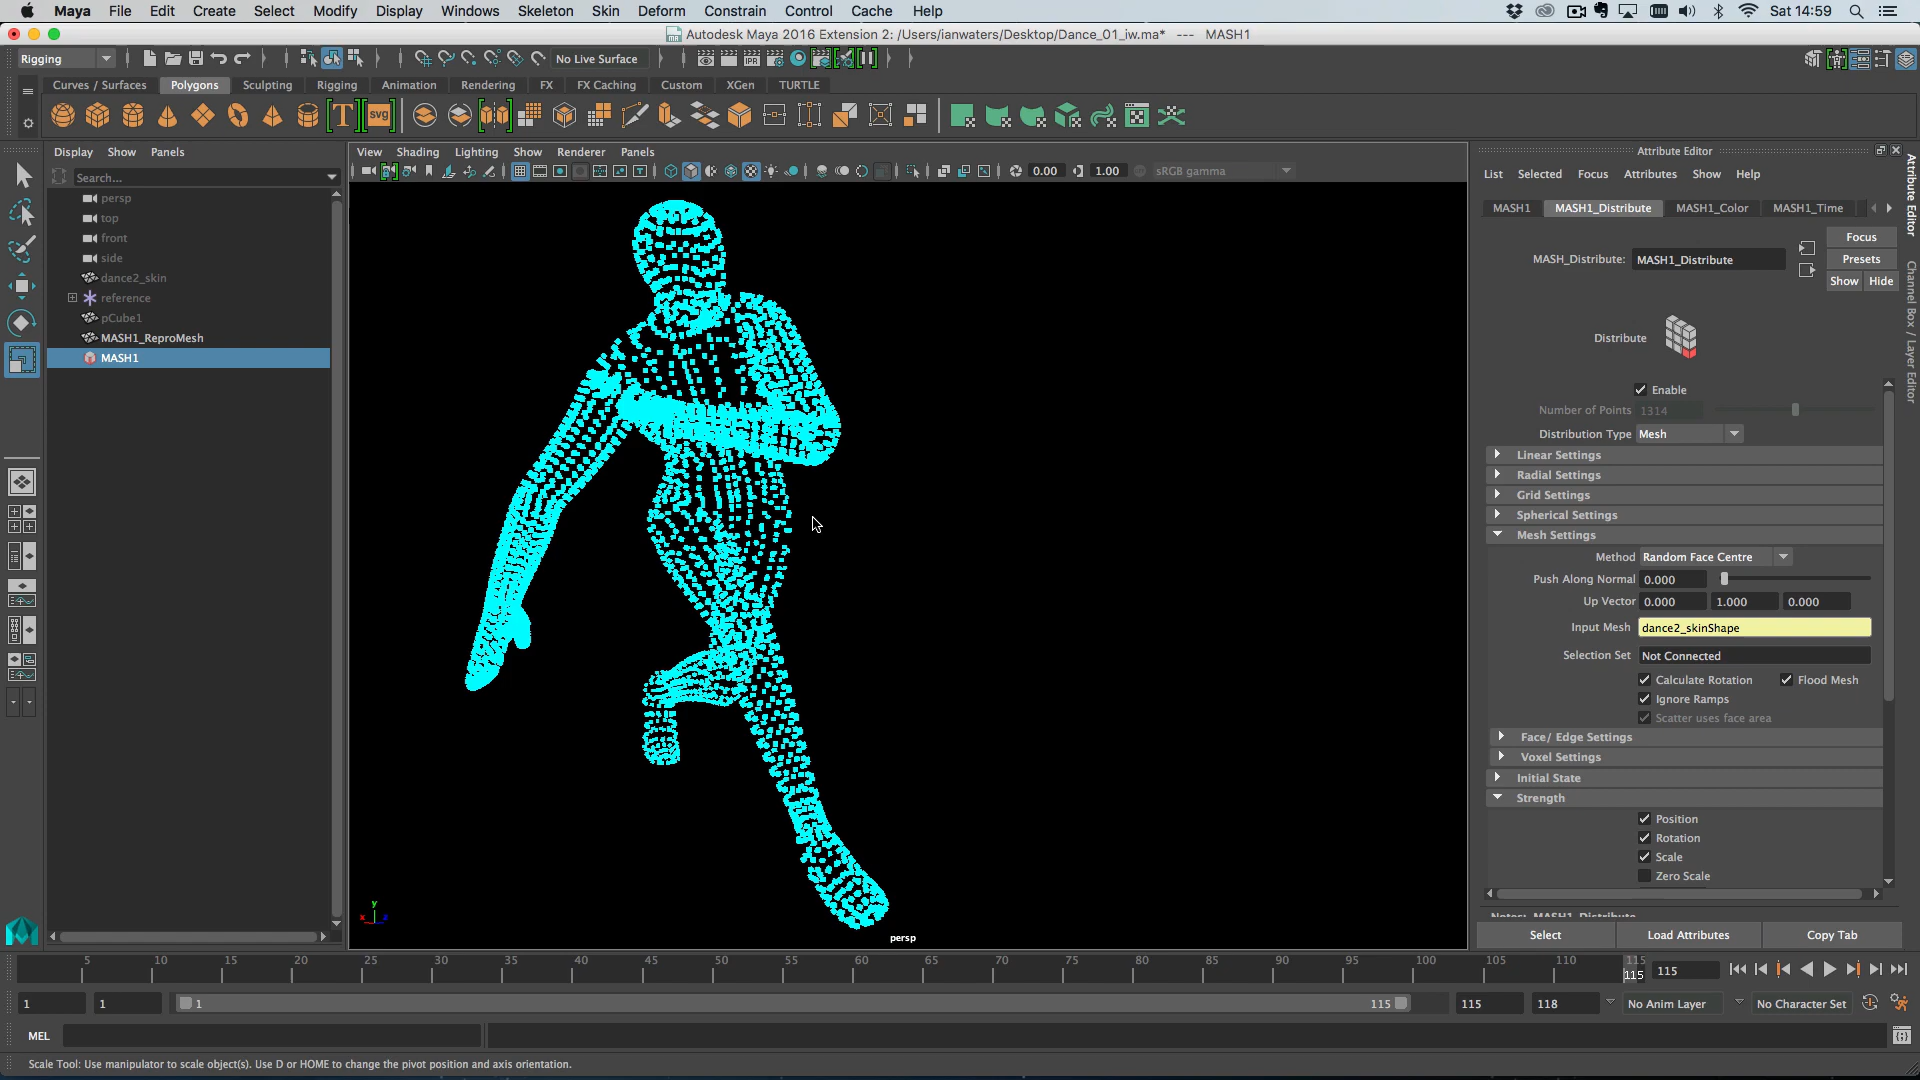 Maya File Edit Create Select Modify Display Windows Skeleton Skin Deform Constrain Control Cache Help Sat 14:59
Autodesk Maya 2016 Extension 2: /Users/ianwaters/Desktop/Dance_01_iw.ma* --- MASH1
Rigging No Live Surface
Curves / Surfaces Polygons Sculpting Rigging Animation Rendering FX FX Caching Custom XGen TURTLE
T svg
Display Show Panels
Search...
persp
top
front
side
dance2_skin
reference
pCube1
MASH1_ReproMesh
MASH1
View Shading Lighting Show Renderer Panels
IPR
0.00 1.00 sRGB gamma
y
x z
persp
Attribute Editor
List Selected Focus Attributes Show Help
MASH1 MASH1_Distribute MASH1_Color MASH1_Time
MASH_Distribute: MASH1_Distribute
Focus
Presets
Show Hide
Distribute
Enable
Number of Points 1314
Distribution Type Mesh
Linear Settings
Radial Settings
Grid Settings
Spherical Settings
Mesh Settings
Method Random Face Centre
Push Along Normal 0.000
Up Vector 0.000 1.000 0.000
Input Mesh dance2_skinShape
Selection Set Not Connected
Calculate Rotation Flood Mesh
Ignore Ramps
Scatter uses face area
Face/ Edge Settings
Voxel Settings
Initial State
Strength
Position
Rotation
Scale
Zero Scale
Notes: MASH1_Distribute
Select Load Attributes Copy Tab
Attribute Editor
Channel Box / Layer Editor
5 10 15 20 25 30 35 40 45 50 55 60 65 70 75 80 85 90 95 100 105 110 115
115 115
1 1 1 115 115 118 No Anim Layer No Character Set
MEL
Scale Tool: Use manipulator to scale object(s). Use D or HOME to change the pivot position and axis orientation.